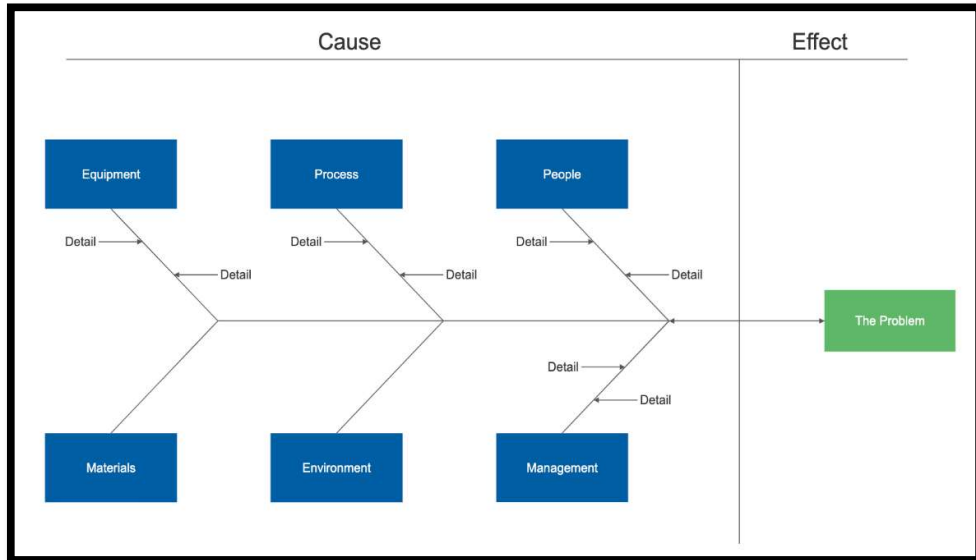 Cause
Effect
Equipment
Process
People
Detail
Detail
Detail
Detail
Detail
Detail
The Problem
Detail
Detail
Materials
Environment
Management